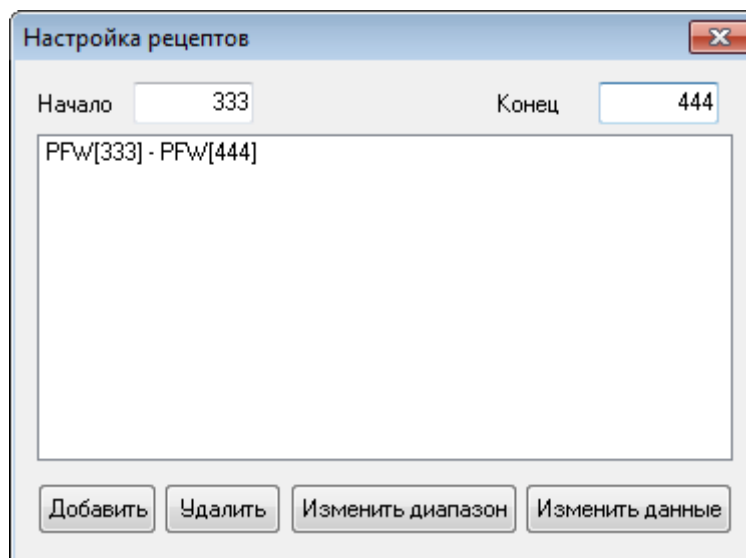 Настройка рецептов
Начало 333 Конец 444
PFW[333] - PFW[444]
Добавить Удалить Изменить диапазон Изменить данные